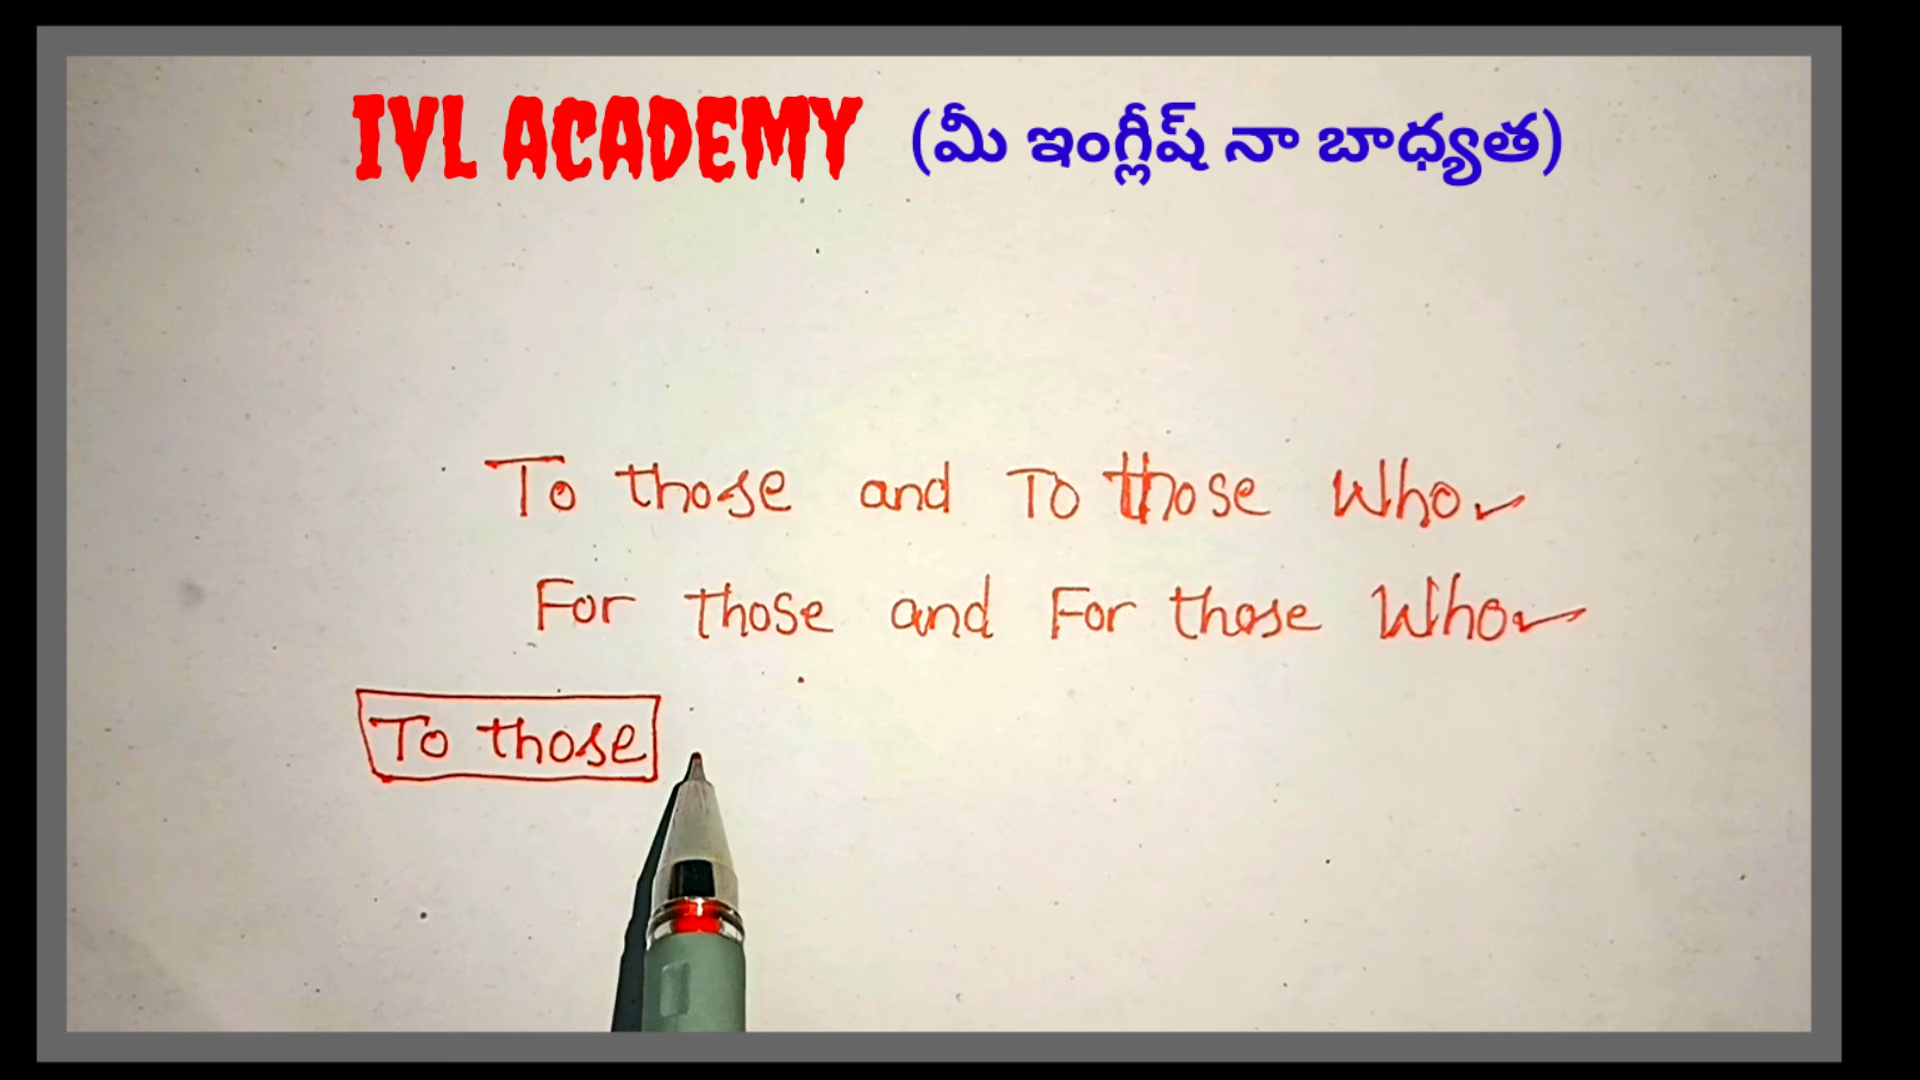 IVL ACADEMY (మీ ఇంగ్లీష్ నా బాధ్యత)
To those and To those Who
For those and For those Who
To those